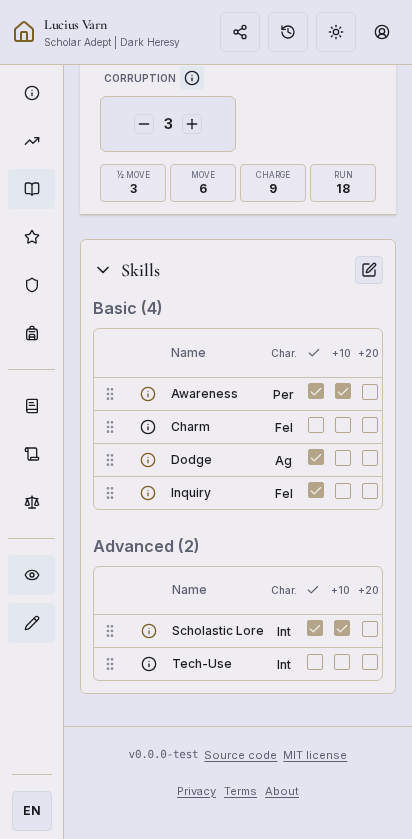 Lucius Varn
Scholar Adept | Dark Heresy
CORRUPTION
3
½ MOVE MOVE CHARGE RUN
3 6 9 18
Skills
Basic (4)
Name Char. +10 +20
Awareness Per
Charm Fel
Dodge Ag
Inquiry Fel
Advanced (2)
Name Char. +10 +20
Scholastic Lore Int
Tech-Use Int
v0.0.0-test Source code MIT license
Privacy Terms About
EN